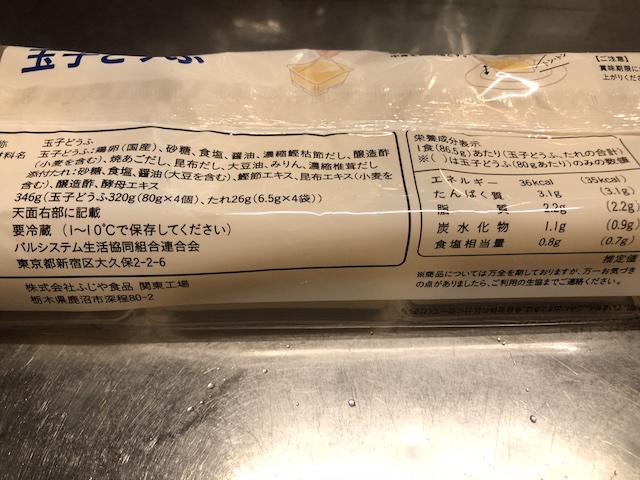 玉子どうふ
【ご注意】
賞味期限に
上がりくださ
称 玉子どうふ
材料名 玉子どうふ:鶏卵(国産)、砂糖、食塩、醤油、濃縮鰹枯節だし、醸造酢
(小麦を含む)、焼あごだし、昆布だし、大豆油、みりん、濃縮椎茸だし
添付たれ:砂糖、食塩、醤油(大豆を含む)、鰹節エキス、昆布エキス(小麦を
含む)、醸造酢、酵母エキス
346g(玉子どうふ320g(80g×4個)、たれ26g(6.5g×4袋))
天面右部に記載
要冷蔵(1~10℃で保存してください)
パルシステム生活協同組合連合会
東京都新宿区大久保2-2-6
株式会社ふじや食品 関東工場
栃木県鹿沼市深程80-2
栄養成分表示
1食(86.5g)あたり(玉子どうふ、たれの合計)
※( )は玉子どうふ(80gあたり)のみの数値
エネルギー 36kcal (35kcal)
たんぱく質 3.1g (3.1g)
脂質 2.2g (2.2g)
炭水化物 1.1g (0.9g)
食塩相当量 0.8g (0.7g)
推定値
※商品については万全を期しておりますが、万一お気づき
の点がありましたら、ご利用の生協までご連絡ください。